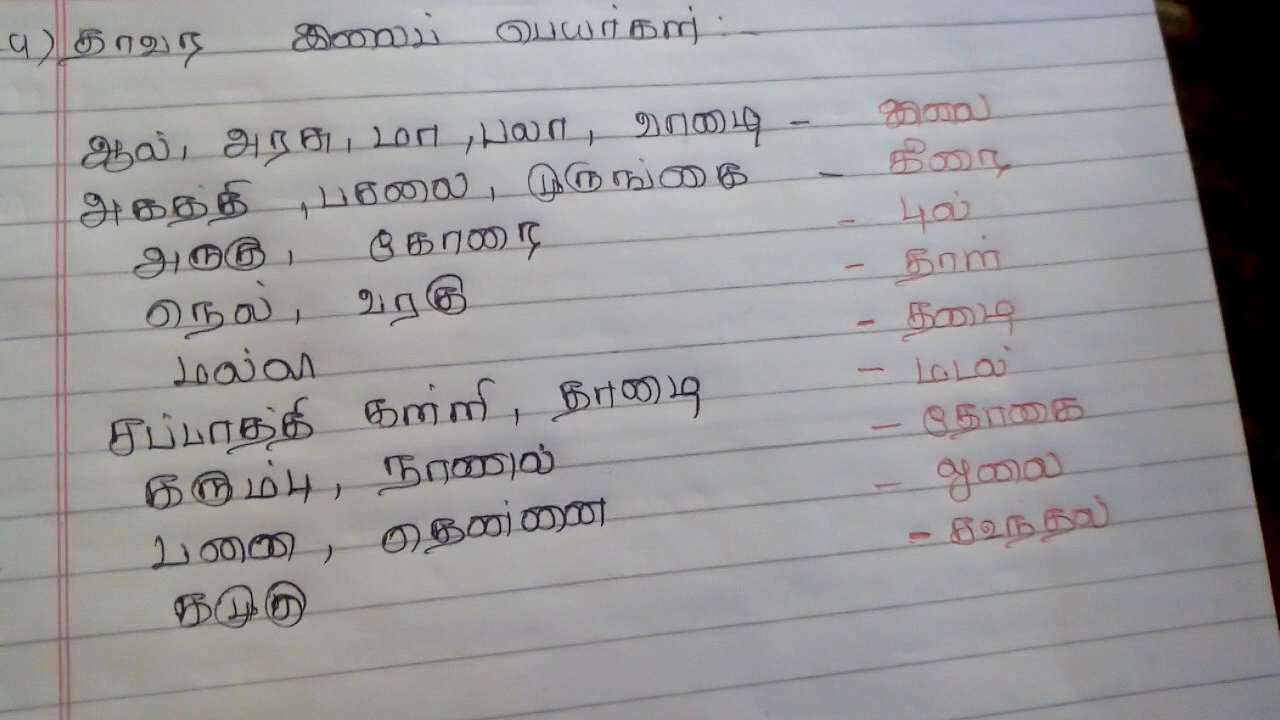 9) தாவர இலைப் பெயர்கள் :-
ஆல், அரசு, மா, பலா, வாழை - இலை
அகத்தி, பசலை, முருங்கை - கீரை
அருகு, கோரை - புல்
நெல், வரகு - தாள்
மல்லி - தழை
சப்பாத்தி கள்ளி, தாழை - மடல்
கரும்பு, நாணல் - தோகை
பனை, தென்னை - ஓலை
கமுகு - கூந்தல்